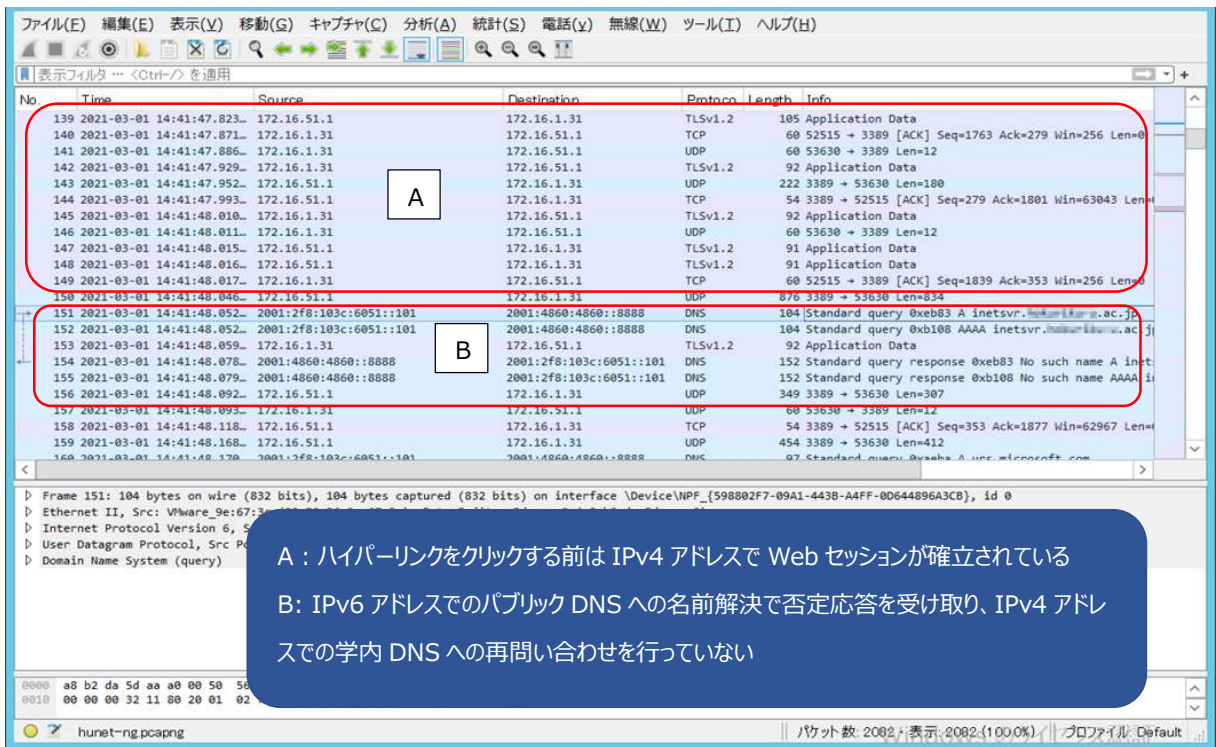 ファイル(F) 編集(E) 表示(V) 移動(G) キャプチャ(C) 分析(A) 統計(S) 電話(y) 無線(W) ツール(T) ヘルプ(H)
表示フィルタ … <Ctrl-/> を適用
No. Time Source Destination Protoco Length Info
139 2021-03-01 14:41:47.823… 172.16.51.1 172.16.1.31 TLSv1.2 105 Application Data
140 2021-03-01 14:41:47.871… 172.16.1.31 172.16.51.1 TCP 60 52515 → 3389 [ACK] Seq=1763 Ack=279 Win=256 Len=0
141 2021-03-01 14:41:47.886… 172.16.1.31 172.16.51.1 UDP 60 53630 → 3389 Len=12
142 2021-03-01 14:41:47.929… 172.16.1.31 172.16.51.1 TLSv1.2 92 Application Data
143 2021-03-01 14:41:47.952… 172.16.51.1 172.16.1.31 UDP 222 3389 → 53630 Len=180
144 2021-03-01 14:41:47.993… 172.16.51.1 172.16.1.31 TCP 54 3389 → 52515 [ACK] Seq=279 Ack=1801 Win=63043 Len=
145 2021-03-01 14:41:48.010… 172.16.1.31 172.16.51.1 TLSv1.2 92 Application Data
146 2021-03-01 14:41:48.011… 172.16.1.31 172.16.51.1 UDP 60 53630 → 3389 Len=12
147 2021-03-01 14:41:48.015… 172.16.51.1 172.16.1.31 TLSv1.2 91 Application Data
148 2021-03-01 14:41:48.016… 172.16.51.1 172.16.1.31 TLSv1.2 91 Application Data
149 2021-03-01 14:41:48.017… 172.16.1.31 172.16.51.1 TCP 60 52515 → 3389 [ACK] Seq=1839 Ack=353 Win=256 Len=0
A
150 2021-03-01 14:41:48.046… 172.16.51.1 172.16.1.31 UDP 876 3389 → 53630 Len=834
151 2021-03-01 14:41:48.052… 2001:2f8:103c:6051::101 2001:4860:4860::8888 DNS 104 Standard query 0xeb83 A inetsvr. .ac.jp
152 2021-03-01 14:41:48.052… 2001:2f8:103c:6051::101 2001:4860:4860::8888 DNS 104 Standard query 0xb108 AAAA inetsvr. .ac.jp
153 2021-03-01 14:41:48.059… 172.16.1.31 172.16.51.1 TLSv1.2 92 Application Data
154 2021-03-01 14:41:48.078… 2001:4860:4860::8888 2001:2f8:103c:6051::101 DNS 152 Standard query response 0xeb83 No such name A inet
155 2021-03-01 14:41:48.079… 2001:4860:4860::8888 2001:2f8:103c:6051::101 DNS 152 Standard query response 0xb108 No such name AAAA i
156 2021-03-01 14:41:48.092… 172.16.51.1 172.16.1.31 UDP 349 3389 → 53630 Len=307
B
157 2021-03-01 14:41:48.093… 172.16.1.31 172.16.51.1 UDP 60 53630 → 3389 Len=12
158 2021-03-01 14:41:48.118… 172.16.51.1 172.16.1.31 TCP 54 3389 → 52515 [ACK] Seq=353 Ack=1877 Win=62967 Len=
159 2021-03-01 14:41:48.168… 172.16.51.1 172.16.1.31 UDP 454 3389 → 53630 Len=412
160 2021-03-01 14:41:48.170 2001:2f8:103c:6051::101 2001:4860:4860::8888 DNS 97 Standard query 0xaeba A urs.microsoft.com
Frame 151: 104 bytes on wire (832 bits), 104 bytes captured (832 bits) on interface \Device\NPF_{598802F7-09A1-443B-A4FF-0D644896A3CB}, id 0
Ethernet II, Src: VMware_9e:67:
Internet Protocol Version 6, S
User Datagram Protocol, Src Po
Domain Name System (query)
A：ハイパーリンクをクリックする前は IPv4 アドレスで Web セッションが確立されている
B: IPv6 アドレスでのパブリック DNS への名前解決で否定応答を受け取り、IPv4 アドレ
スでの学内 DNS への再問い合わせを行っていない
0000 a8 b2 da 5d aa a0 00 50 56
0010 00 00 00 32 11 80 20 01 02
hunet-ng.pcapng パケット数: 2082 · 表示: 2082 (100.0%) プロファイル: Default